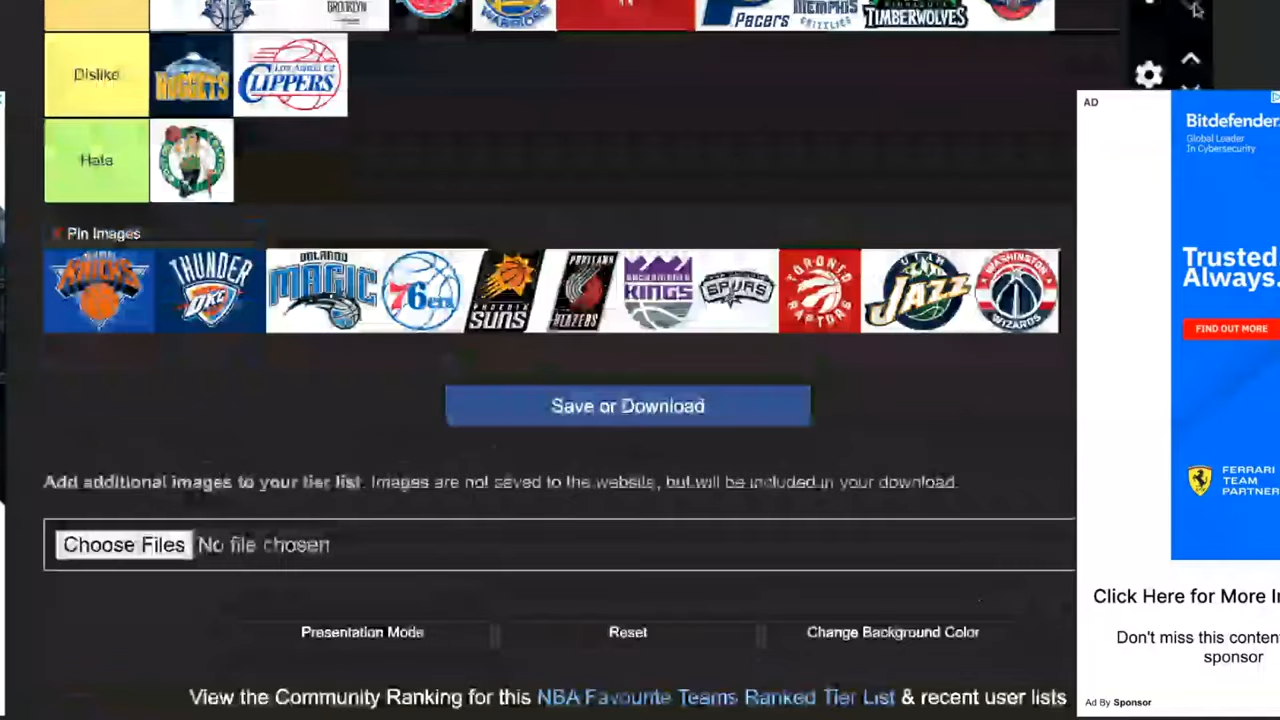 BROOKLYN
WARRIORS
Pacers
MEMPHIS
GRIZZLIES
TIMBERWOLVES
Dislike
NUGGETS
LOS ANGELES
CLIPPERS
Hate
Pin Images
KNICKS
THUNDER
OKC
ORLANDO
MAGIC
76ers
PHOENIX
SUNS
PORTLAND
BLAZERS
SACRAMENTO
KINGS
SPURS
TORONTO
RAPTORS
UTAH
JAZZ
WASHINGTON
WIZARDS
Save or Download
Add additional images to your tier list. Images are not saved to the website, but will be included in your download.
Choose Files No file chosen
Presentation Mode
Reset
Change Background Color
View the Community Ranking for this NBA Favourite Teams Ranked Tier List & recent user lists
AD
Bitdefender.
Global Leader
In Cybersecurity
Trusted.
Always.
FIND OUT MORE
FERRARI
TEAM
PARTNER
Click Here for More
Don't miss this content
sponsor
Ad By Sponsor